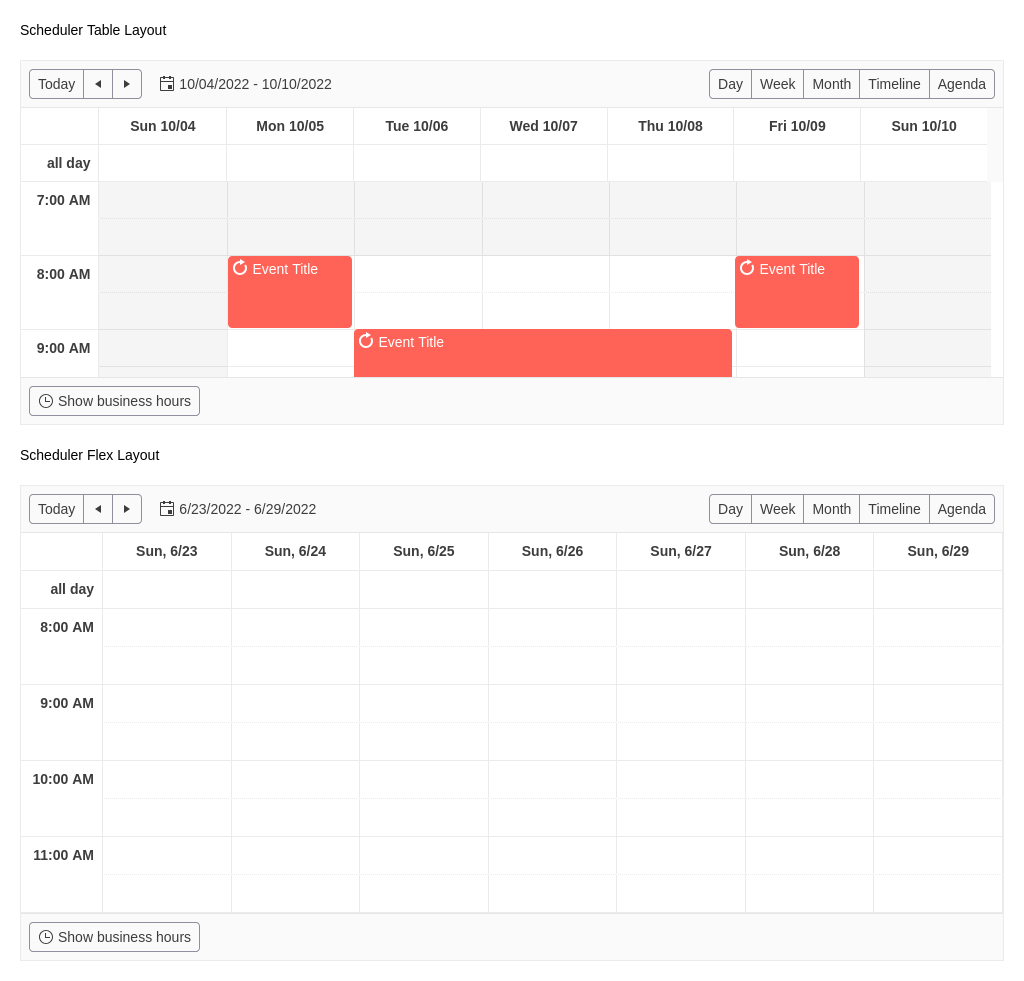 Scheduler Table Layout
Today 10/04/2022 - 10/10/2022 Day Week Month Timeline Agenda
Sun 10/04 Mon 10/05 Tue 10/06 Wed 10/07 Thu 10/08 Fri 10/09 Sun 10/10
all day
7:00 AM
8:00 AM Event Title Event Title
9:00 AM Event Title
Show business hours
Scheduler Flex Layout
Today 6/23/2022 - 6/29/2022 Day Week Month Timeline Agenda
Sun, 6/23 Sun, 6/24 Sun, 6/25 Sun, 6/26 Sun, 6/27 Sun, 6/28 Sun, 6/29
all day
8:00 AM
9:00 AM
10:00 AM
11:00 AM
Show business hours